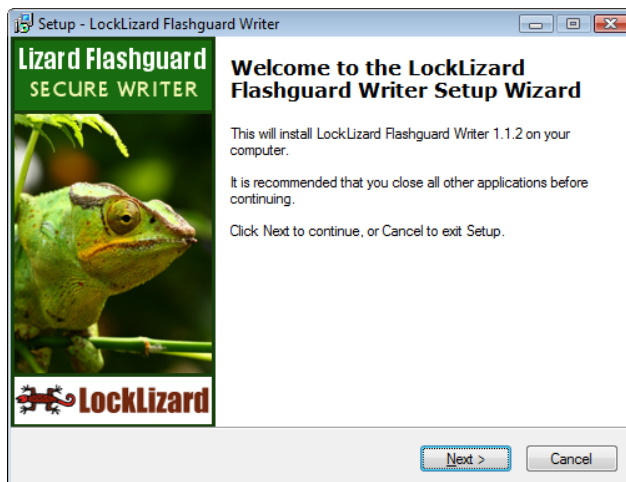 Setup - LockLizard Flashguard Writer
Lizard Flashguard
SECURE WRITER
Welcome to the LockLizard
Flashguard Writer Setup Wizard
This will install LockLizard Flashguard Writer 1.1.2 on your
computer.
It is recommended that you close all other applications before
continuing.
Click Next to continue, or Cancel to exit Setup.
LockLizard
Next >
Cancel